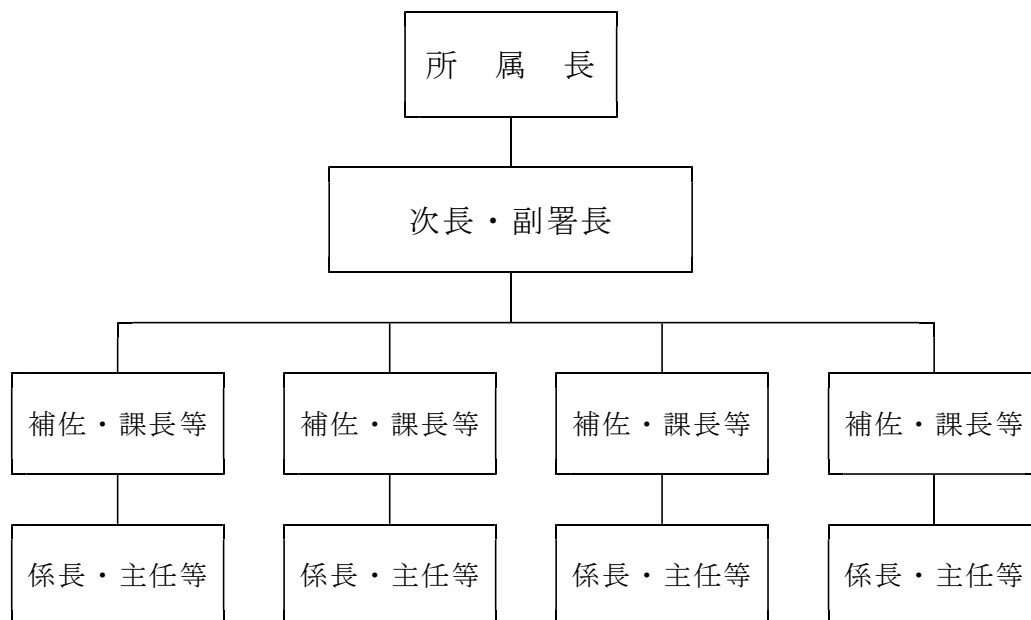 所　属　長
次長・副署長
補佐・課長等
補佐・課長等
補佐・課長等
補佐・課長等
係長・主任等
係長・主任等
係長・主任等
係長・主任等